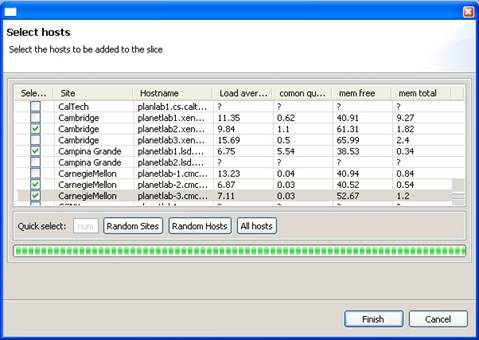 Select hosts
Select the hosts to be added to the slice
Sele... Site Hostname Load aver... comon qu... mem free mem total
CalTech planlab1.cs.calt... ? ? ? ?
Cambridge planetlab1.xen... 11.35 0.62 40.91 9.27
Cambridge planetlab2.xen... 9.84 1.1 61.31 1.82
Cambridge planetlab3.xen... 15.69 0.5 65.99 2.4
Campina Grande planetlab1.lsd.... 6.75 5.54 38.53 0.34
Campina Grande planetlab2.lsd.... ? ? ? ?
CarnegieMellon planetlab-1.cmc... 13.23 0.04 40.94 0.84
CarnegieMellon planetlab-2.cmc... 6.87 0.03 40.52 0.54
CarnegieMellon planetlab-3.cmc... 7.11 0.03 52.67 1.2
Quick select: num Random Sites Random Hosts All hosts
Finish Cancel